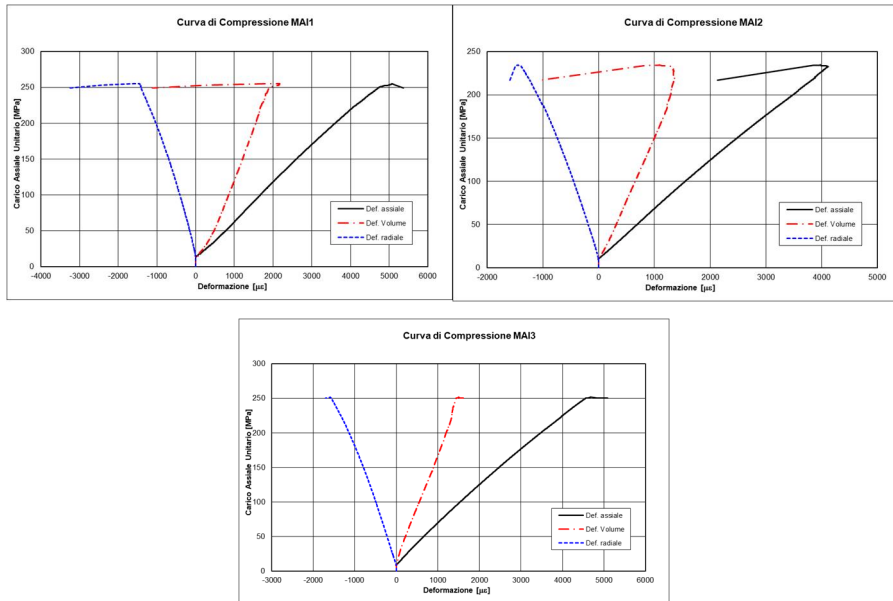 Curva di Compressione MAI1
Carico Assiale Unitario [MPa]
300
250
200
150
100
50
0
-4000 -3000 -2000 -1000 0 1000 2000 3000 4000 5000 6000
Deformazione [µε]
Def. assiale
Def. Volume
Def. radiale
Curva di Compressione MAI2
Carico Assiale Unitario [MPa]
250
200
150
100
50
0
-2000 -1000 0 1000 2000 3000 4000 5000
Deformazione [µε]
Def. assiale
Def. Volume
Def. radiale
Curva di Compressione MAI3
Carico Assiale Unitario [MPa]
300
250
200
150
100
50
0
-3000 -2000 -1000 0 1000 2000 3000 4000 5000 6000
Deformazione [µε]
Def. assiale
Def. Volume
Def. radiale